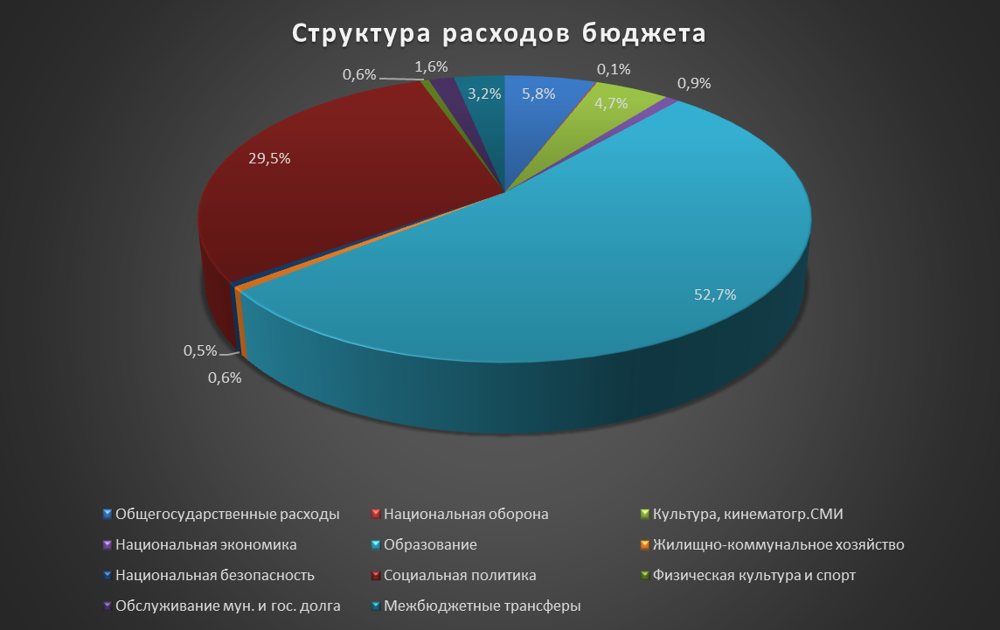 Структура расходов бюджета
0,6%
1,6%
3,2%
5,8%
0,1%
4,7%
0,9%
29,5%
52,7%
0,5%
0,6%
Общегосударственные расходы
Национальная оборона
Культура, кинематогр.СМИ
Национальная экономика
Образование
Жилищно-коммунальное хозяйство
Национальная безопасность
Социальная политика
Физическая культура и спорт
Обслуживание мун. и гос. долга
Межбюджетные трансферы